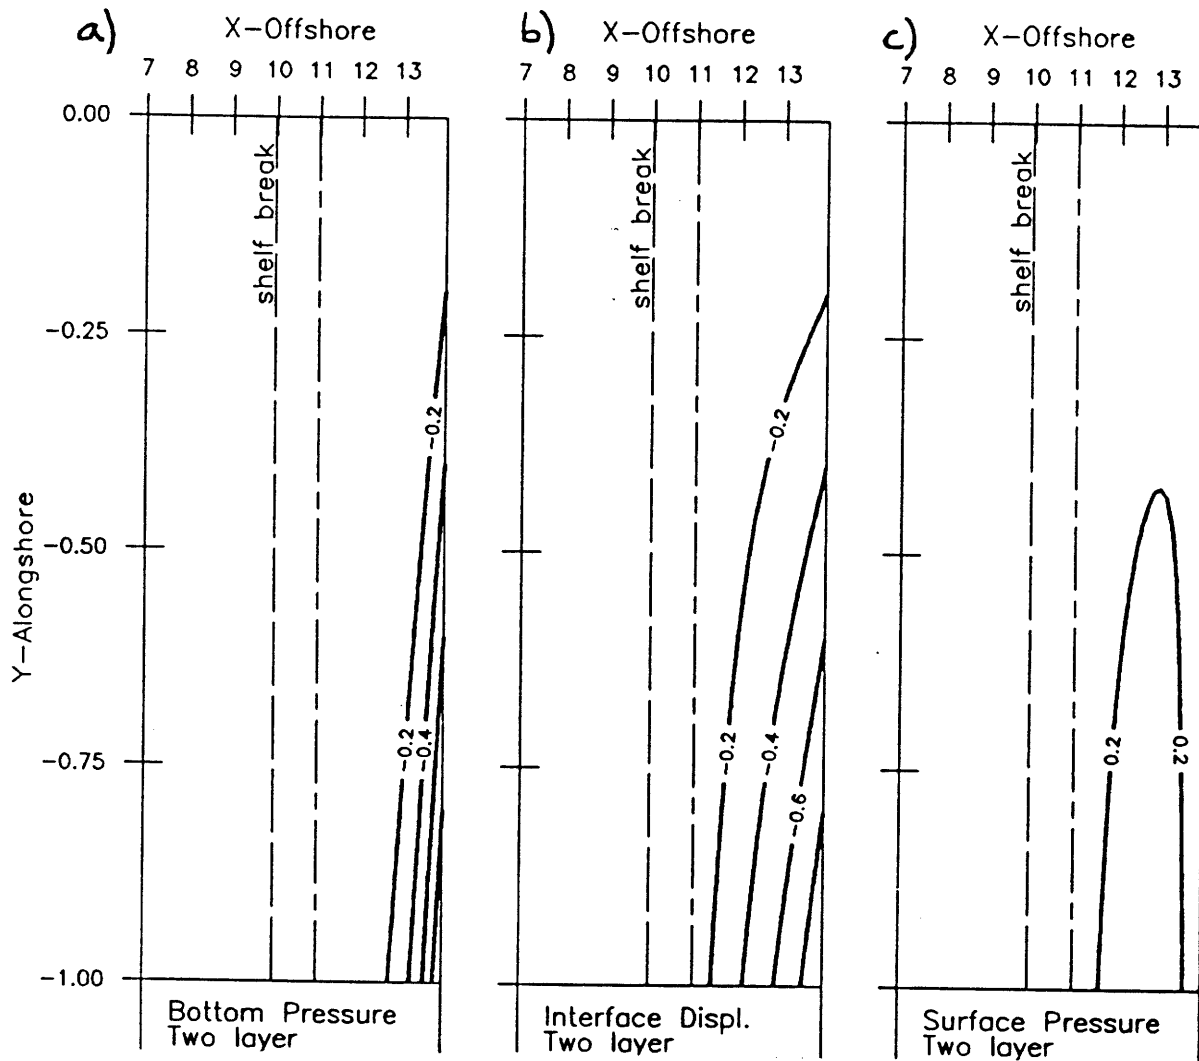 a)
X-Offshore
7 8 9 10 11 12 13
0.00
-0.25
-0.50
-0.75
-1.00
Y-Alongshore
shelf break
-0.2
-0.2
-0.4
Bottom Pressure
Two layer
b)
X-Offshore
7 8 9 10 11 12 13
shelf break
-0.2
-0.2
-0.4
-0.6
Interface Displ.
Two layer
c)
X-Offshore
7 8 9 10 11 12 13
shelf break
0.2
0.2
Surface Pressure
Two layer